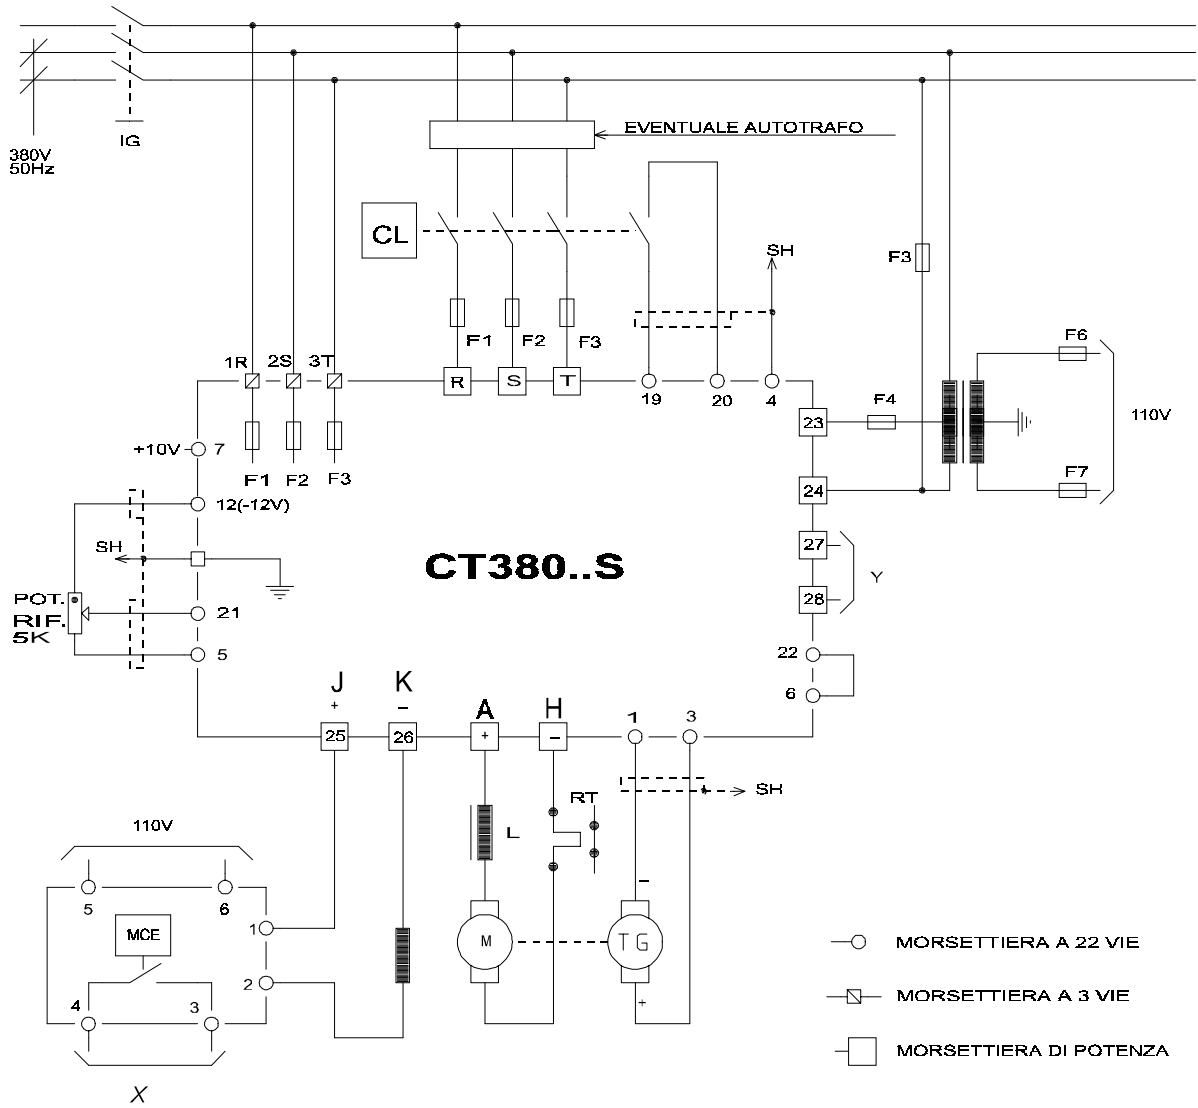 IG
380V
50Hz
EVENTUALE AUTOTRAFO
CL
SH
F3
F1
F2
F3
F6
1R
2S
3T
R
S
T
19
20
4
F4
23
110V
+10V
7
F1
F2
F3
24
F7
12(-12V)
SH
CT380..S
27
Y
28
POT.
RIF.
5K
21
5
22
6
J
K
A
H
1
3
+
–
25
26
+
–
SH
RT
110V
L
–
5
6
MCE
1
M
TG
2
4
3
+
X
MORSETTIERA A 22 VIE
MORSETTIERA A 3 VIE
MORSETTIERA DI POTENZA